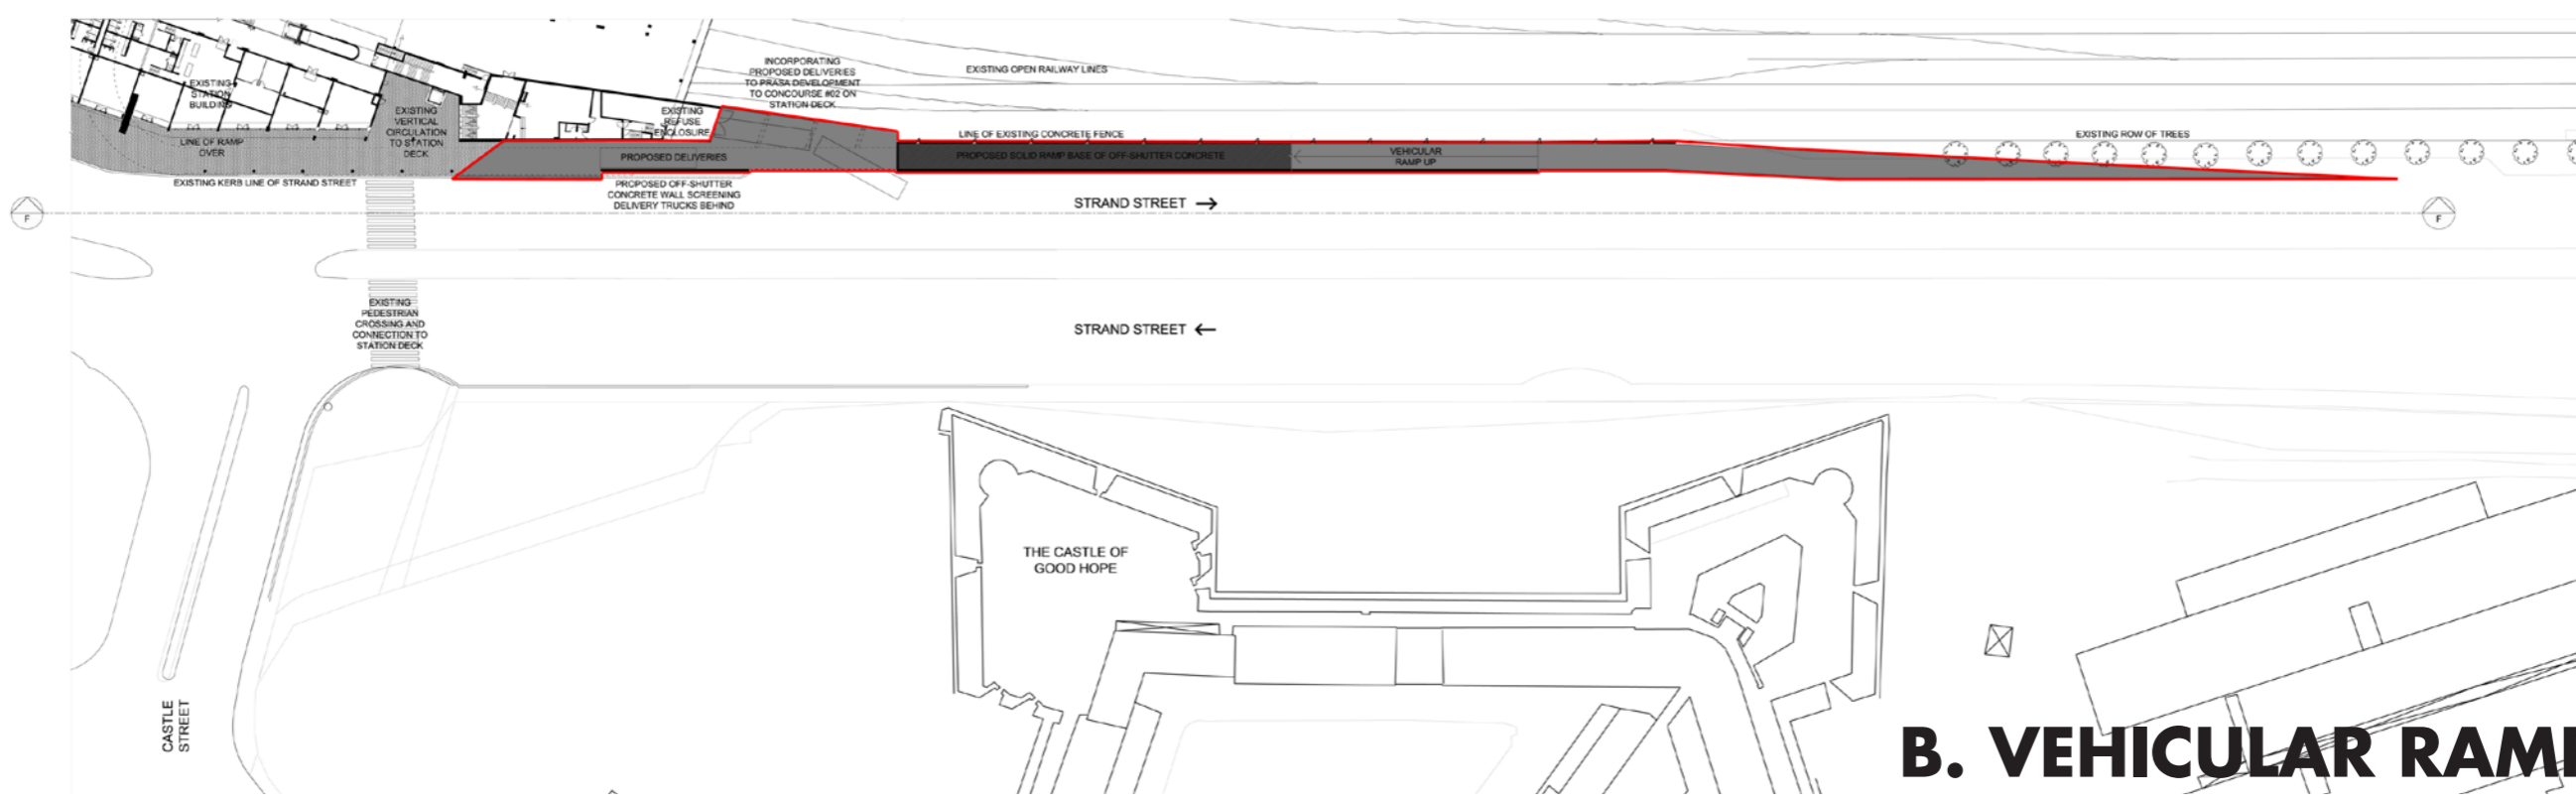 INCORPORATING
PROPOSED DELIVERIES
TO PRASA DEVELOPMENT
TO CONCOURSE #02 ON
STATION DECK
EXISTING OPEN RAILWAY LINES
EXISTING
STATION
BUILDING
EXISTING
VERTICAL
CIRCULATION
TO STATION
DECK
EXISTING
REFUSE
ENCLOSURE
LINE OF RAMP
OVER
LINE OF EXISTING CONCRETE FENCE
EXISTING ROW OF TREES
PROPOSED DELIVERIES
PROPOSED SOLID RAMP BASE OF OFF-SHUTTER CONCRETE
VEHICULAR
RAMP UP
EXISTING KERB LINE OF STRAND STREET
PROPOSED OFF-SHUTTER
CONCRETE WALL SCREENING
DELIVERY TRUCKS BEHIND
STRAND STREET →
F
F
EXISTING
PEDESTRIAN
CROSSING AND
CONNECTION TO
STATION DECK
STRAND STREET ←
THE CASTLE OF
GOOD HOPE
CASTLE
STREET
B. VEHICULAR RAMP